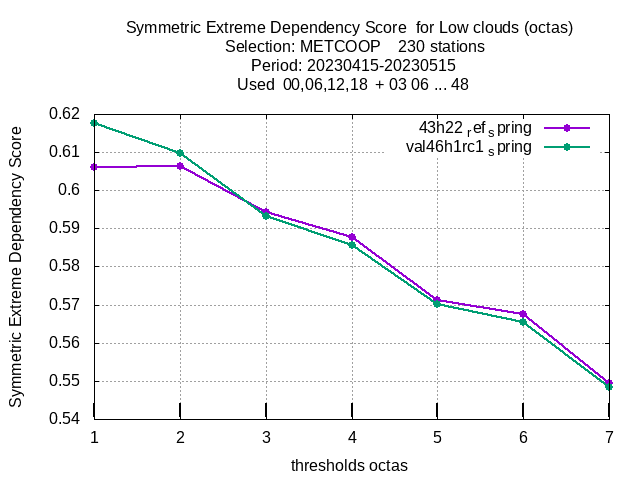 Symmetric Extreme Dependency Score  for Low clouds (octas)
Selection: METCOOP    230 stations
Period: 20230415-20230515
Used  00,06,12,18  + 03 06 ... 48
43h22 ref spring
val46h1rc1 spring
Symmetric Extreme Dependency Score
0.62
0.61
0.6
0.59
0.58
0.57
0.56
0.55
0.54
1 2 3 4 5 6 7
thresholds octas